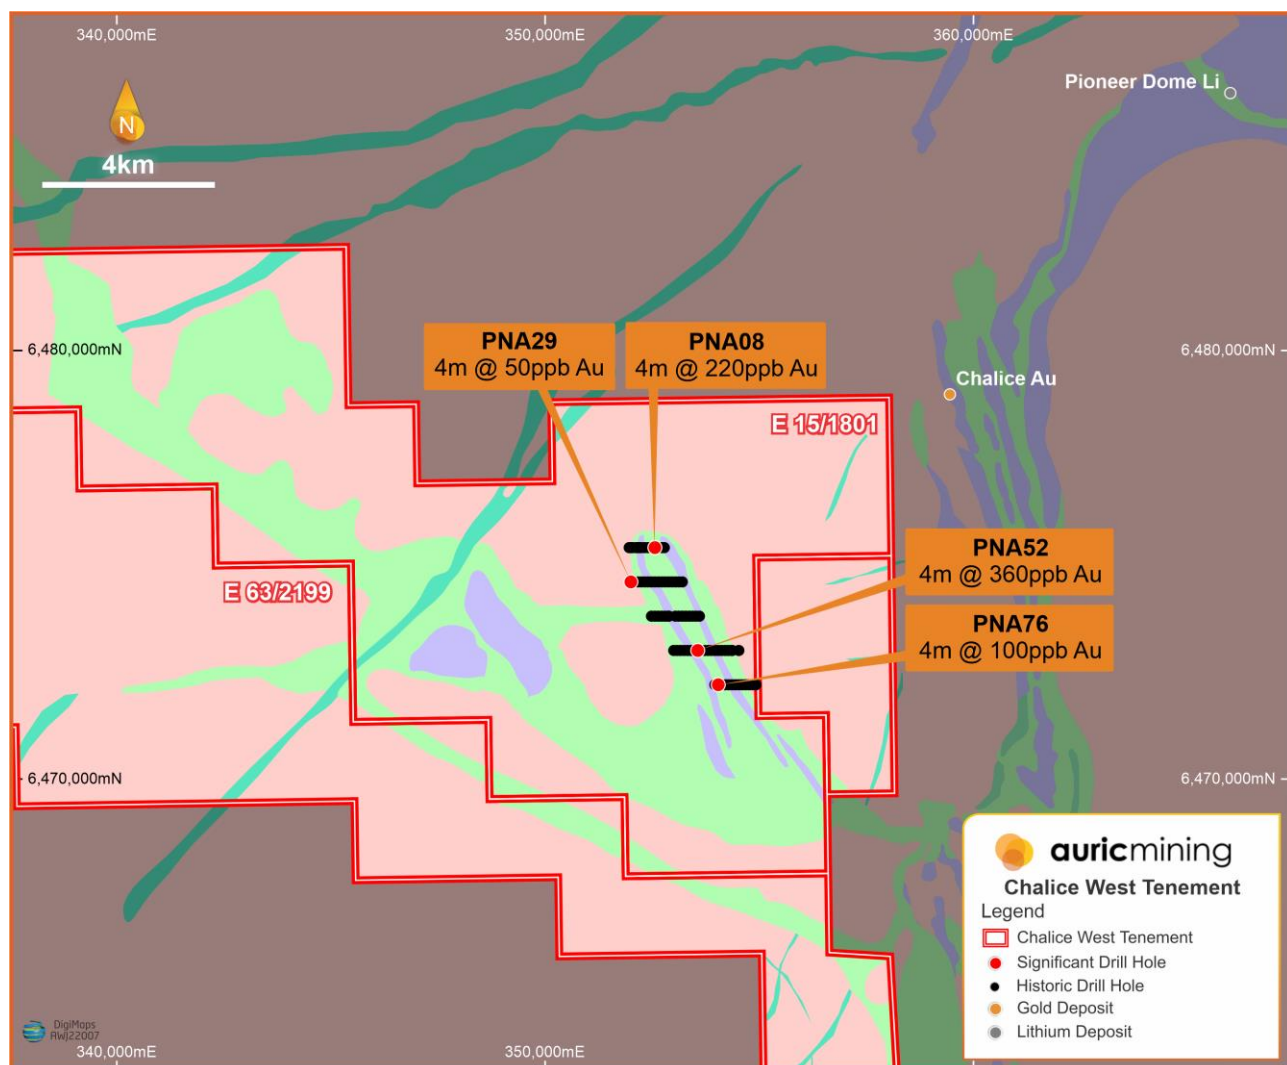 340,000mE
350,000mE
360,000mE
Pioneer Dome Li
N
4km
6,480,000mN
6,480,000mN
PNA29
4m @ 50ppb Au
PNA08
4m @ 220ppb Au
Chalice Au
E 15/1801
PNA52
4m @ 360ppb Au
E 63/2199
PNA76
4m @ 100ppb Au
6,470,000mN
6,470,000mN
auricmining
Chalice West Tenement
Legend
Chalice West Tenement
Significant Drill Hole
Historic Drill Hole
Gold Deposit
Lithium Deposit
DigiMaps
AWJ22007
340,000mE
350,000mE